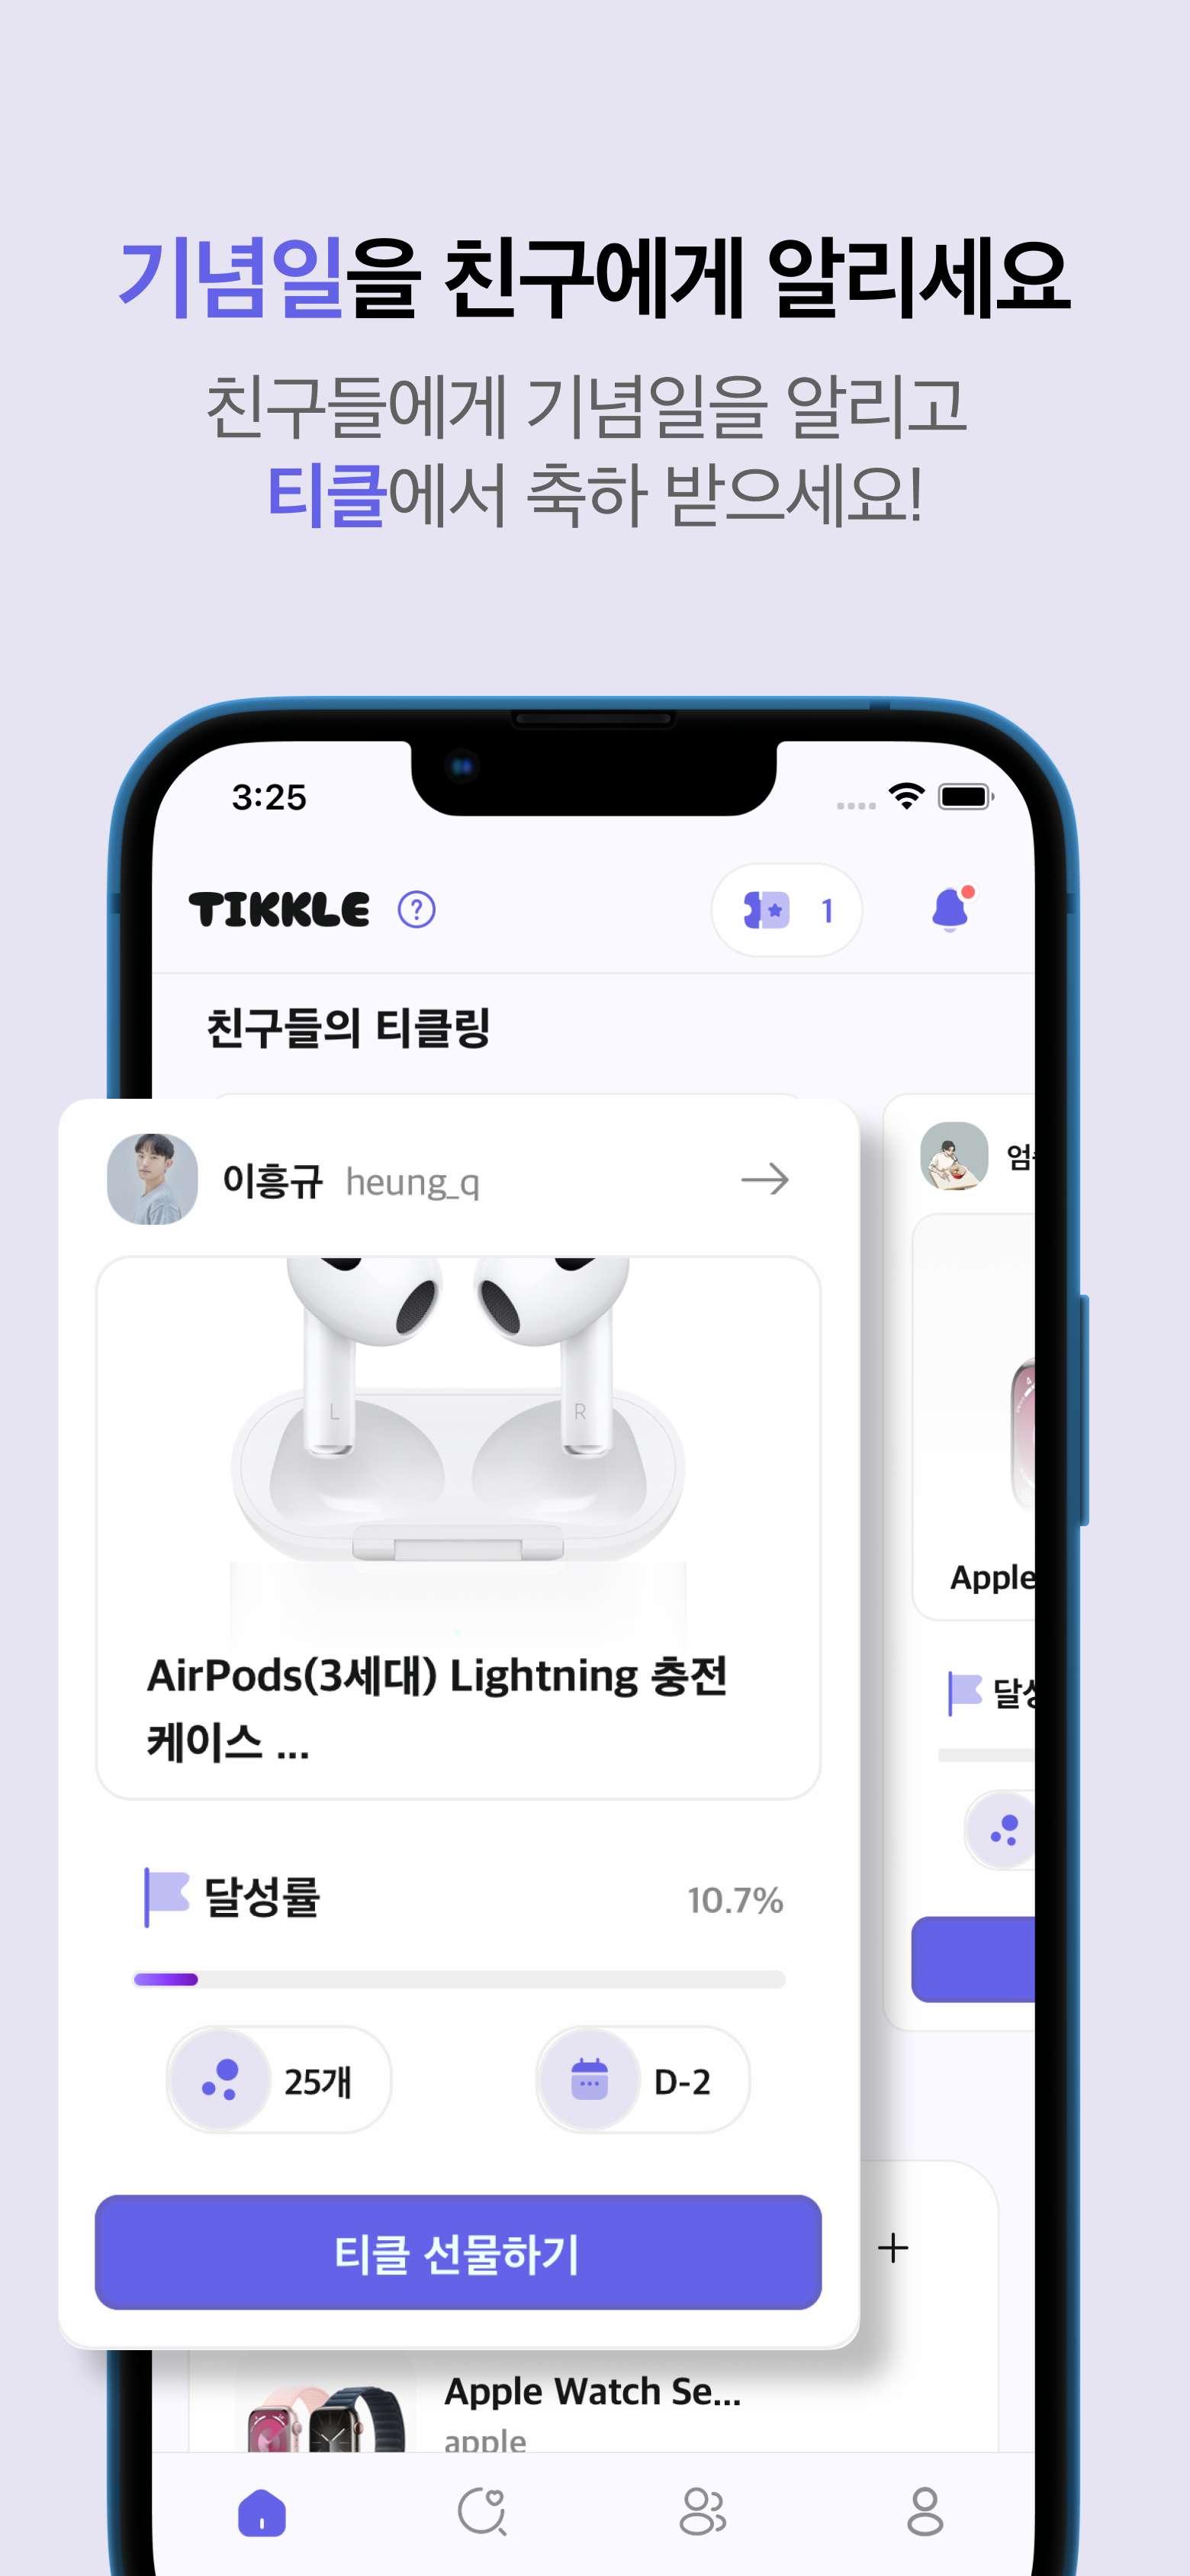 기념일을 친구에게 알리세요
친구들에게 기념일을 알리고
티클에서 축하 받으세요!
3:25
TIKKLE ?
1
친구들의 티클링
이흥규 heung_q
엄
L R
AirPods(3세대) Lightning 충전
케이스 ...
Apple
달성률 10.7%
달성
25개 D-2
티클 선물하기
+
Apple Watch Se...
apple